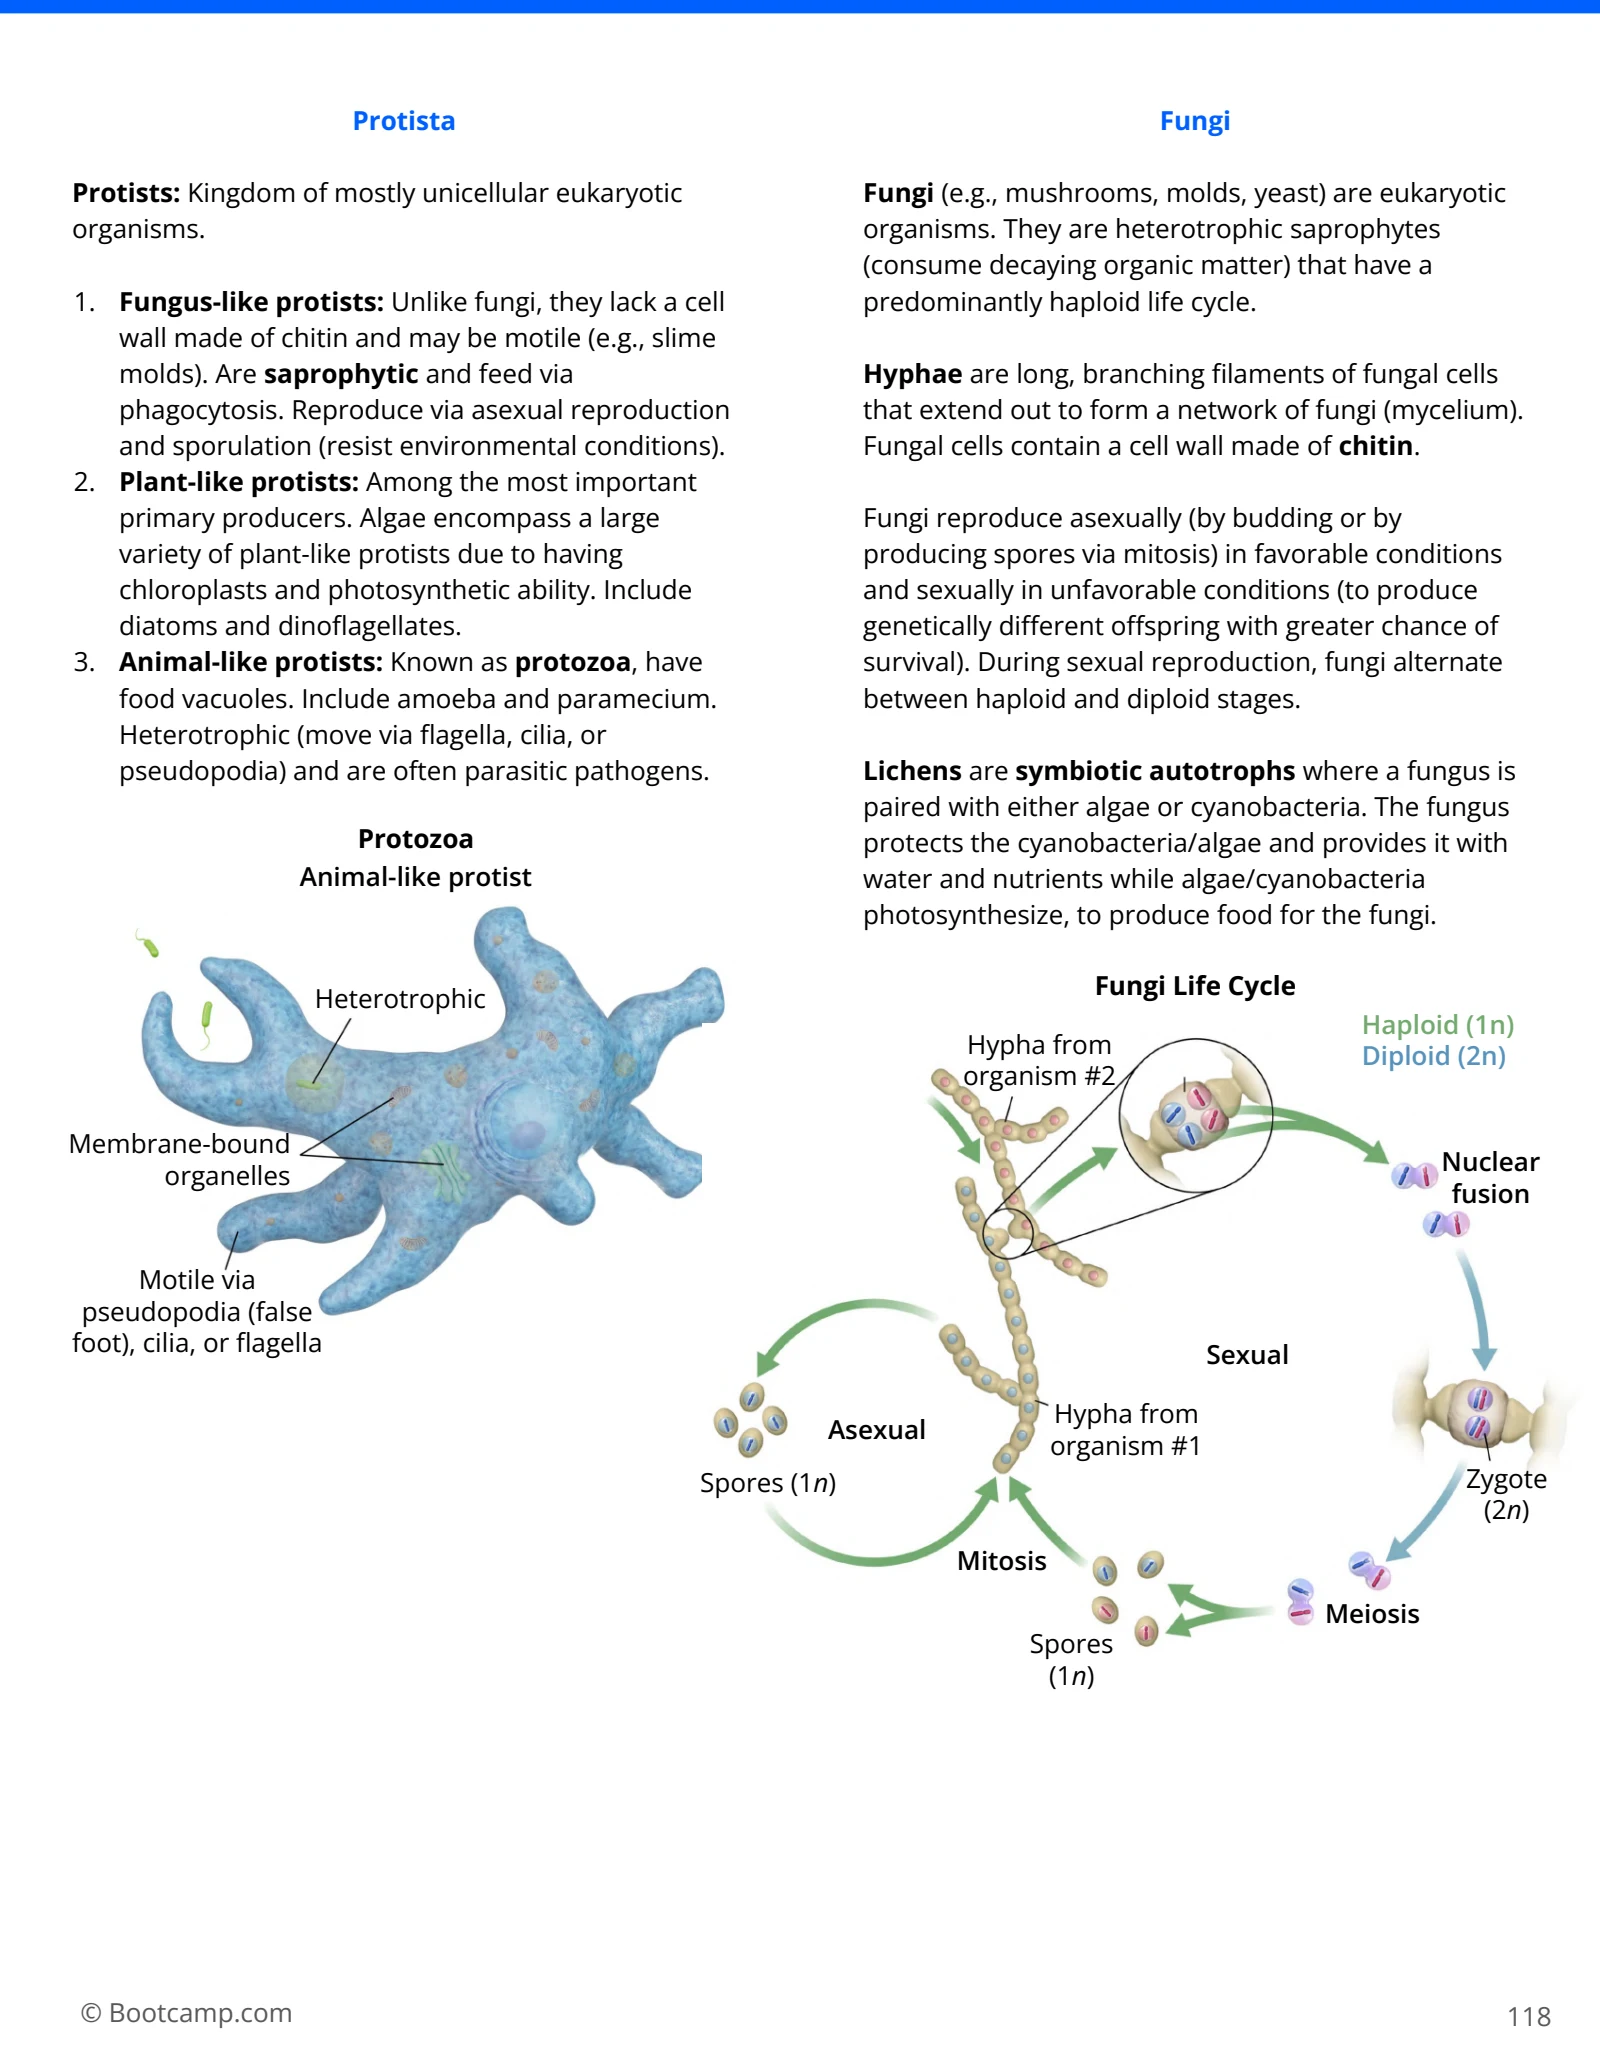 Protista
Protists: Kingdom of mostly unicellular eukaryotic
organisms.
1. Fungus-like protists: Unlike fungi, they lack a cell
wall made of chitin and may be motile (e.g., slime
molds). Are saprophytic and feed via
phagocytosis. Reproduce via asexual reproduction
and sporulation (resist environmental conditions).
2. Plant-like protists: Among the most important
primary producers. Algae encompass a large
variety of plant-like protists due to having
chloroplasts and photosynthetic ability. Include
diatoms and dinoflagellates.
3. Animal-like protists: Known as protozoa, have
food vacuoles. Include amoeba and paramecium.
Heterotrophic (move via flagella, cilia, or
pseudopodia) and are often parasitic pathogens.
Protozoa
Animal-like protist
Heterotrophic
Membrane-bound
organelles
Motile via
pseudopodia (false
foot), cilia, or flagella
Fungi
Fungi (e.g., mushrooms, molds, yeast) are eukaryotic
organisms. They are heterotrophic saprophytes
(consume decaying organic matter) that have a
predominantly haploid life cycle.
Hyphae are long, branching filaments of fungal cells
that extend out to form a network of fungi (mycelium).
Fungal cells contain a cell wall made of chitin.
Fungi reproduce asexually (by budding or by
producing spores via mitosis) in favorable conditions
and sexually in unfavorable conditions (to produce
genetically different offspring with greater chance of
survival). During sexual reproduction, fungi alternate
between haploid and diploid stages.
Lichens are symbiotic autotrophs where a fungus is
paired with either algae or cyanobacteria. The fungus
protects the cyanobacteria/algae and provides it with
water and nutrients while algae/cyanobacteria
photosynthesize, to produce food for the fungi.
Fungi Life Cycle
Haploid (1n)
Diploid (2n)
Hypha from
organism #2
Nuclear
fusion
Sexual
Hypha from
organism #1
Asexual
Spores (1n)
Zygote
(2n)
Mitosis
Meiosis
Spores
(1n)
© Bootcamp.com
118